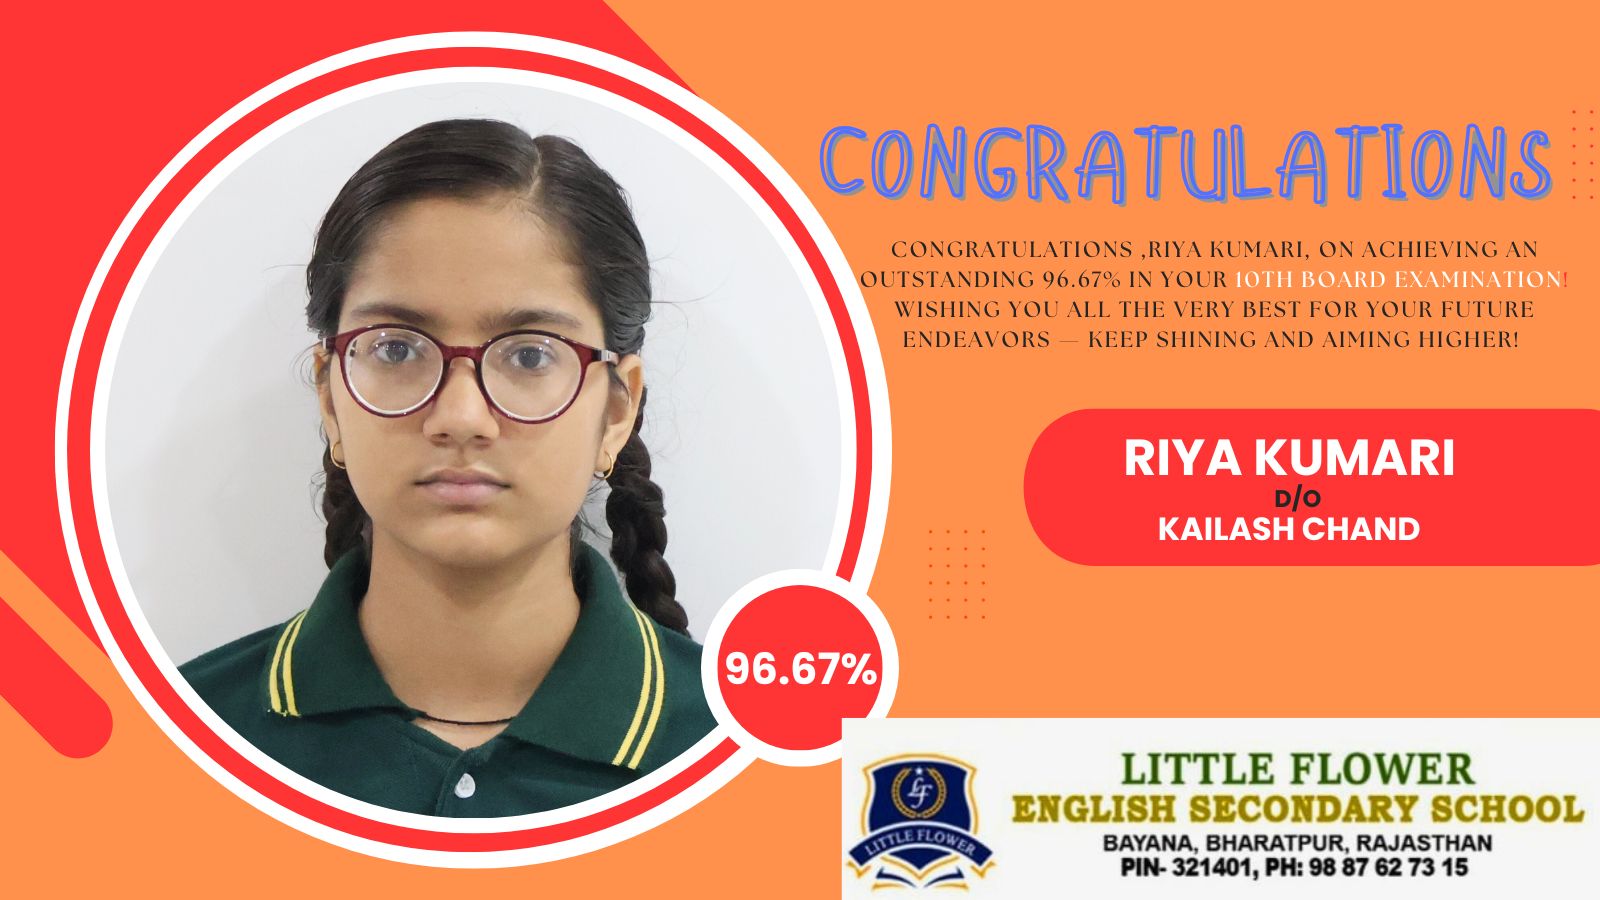 CONGRATULATIONS
CONGRATULATIONS ,RIYA KUMARI, ON ACHIEVING AN
OUTSTANDING 96.67% IN YOUR 10TH BOARD EXAMINATION!
WISHING YOU ALL THE VERY BEST FOR YOUR FUTURE
ENDEAVORS — KEEP SHINING AND AIMING HIGHER!
RIYA KUMARI
D/O
KAILASH CHAND
96.67%
LF
LITTLE FLOWER
LITTLE FLOWER
ENGLISH SECONDARY SCHOOL
BAYANA, BHARATPUR, RAJASTHAN
PIN- 321401, PH: 98 87 62 73 15